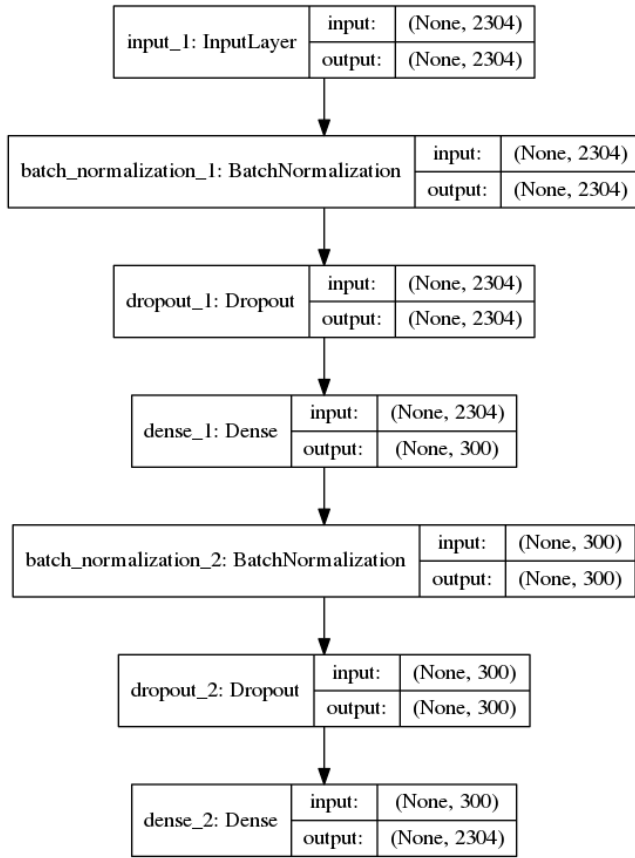 input_1: InputLayer input: (None, 2304)
output: (None, 2304)
batch_normalization_1: BatchNormalization input: (None, 2304)
output: (None, 2304)
dropout_1: Dropout input: (None, 2304)
output: (None, 2304)
dense_1: Dense input: (None, 2304)
output: (None, 300)
batch_normalization_2: BatchNormalization input: (None, 300)
output: (None, 300)
dropout_2: Dropout input: (None, 300)
output: (None, 300)
dense_2: Dense input: (None, 300)
output: (None, 2304)